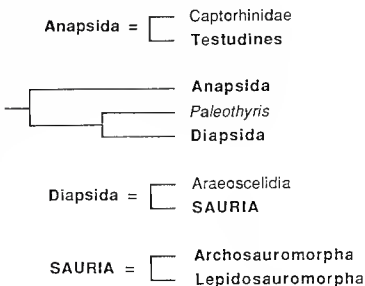 Captorhinidae
Anapsida =
Testudines
Anapsida
Paleothyris
Diapsida
Araeoscelidia
Diapsida =
SAURIA
Archosauromorpha
SAURIA =
Lepidosauromorpha